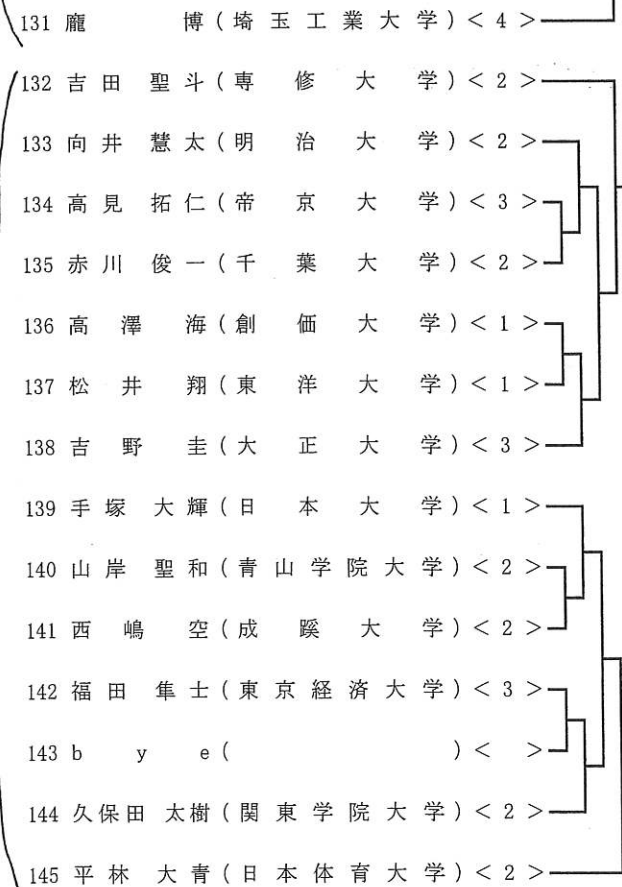 131 龐 博 (埼玉工業大学) < 4 >
132 吉田 聖斗 (専修大学) < 2 >
133 向井 慧太 (明治大学) < 2 >
134 高見 拓仁 (帝京大学) < 3 >
135 赤川 俊一 (千葉大学) < 2 >
136 高澤 海 (創価大学) < 1 >
137 松井 翔 (東洋大学) < 1 >
138 吉野 圭 (大正大学) < 3 >
139 手塚 大輝 (日本大学) < 1 >
140 山岸 聖和 (青山学院大学) < 2 >
141 西嶋 空 (成蹊大学) < 2 >
142 福田 隼士 (東京経済大学) < 3 >
143 bye ( ) < >
144 久保田 太樹 (関東学院大学) < 2 >
145 平林 大青 (日本体育大学) < 2 >